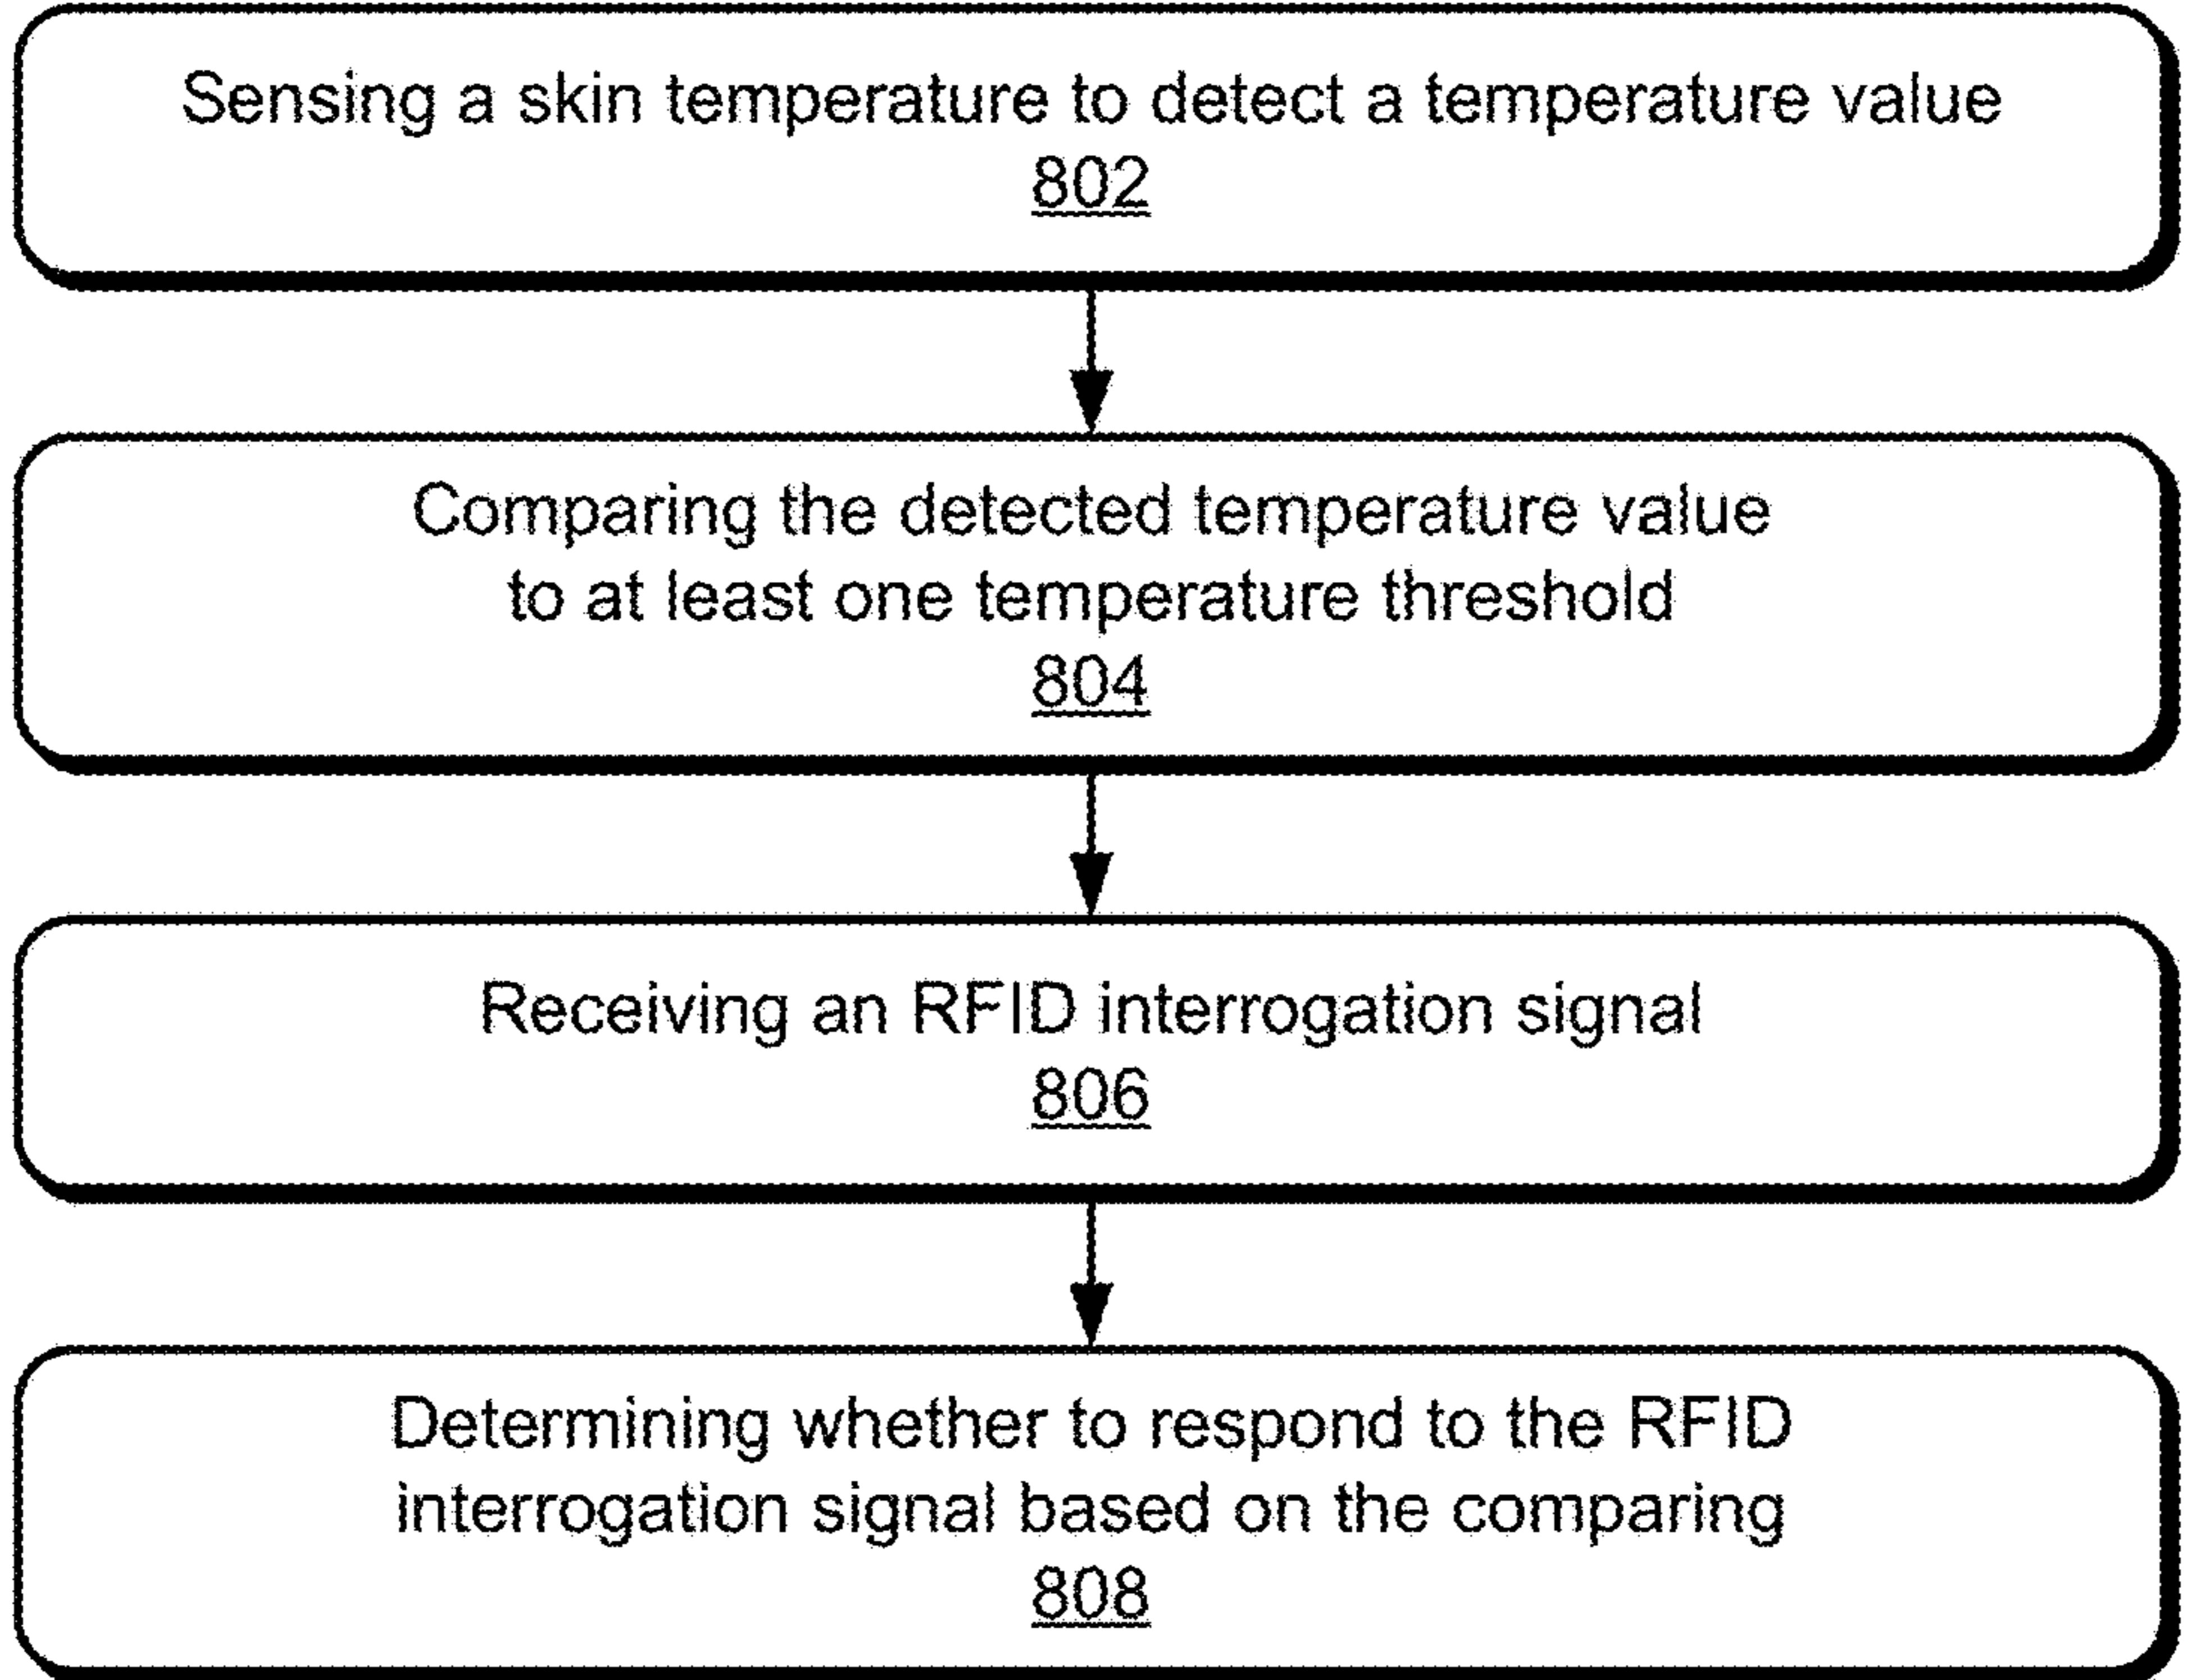 Sensing a skin temperature to detect a temperature value
802
Comparing the detected temperature value
to at least one temperature threshold
804
Receiving an RFID interrogation signal
806
Determining whether to respond to the RFID
interrogation signal based on the comparing
808